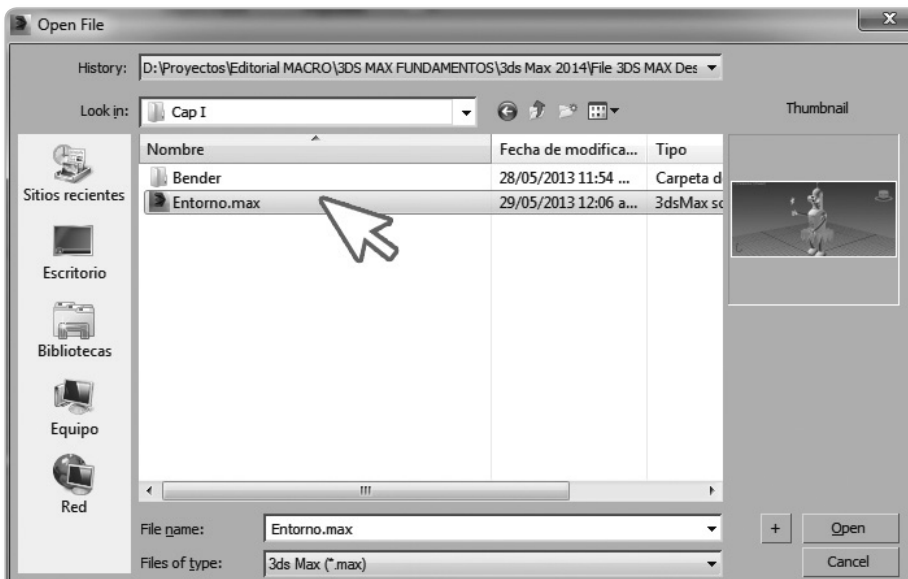 Open File
History: D:\Proyectos\Editorial MACRO\3DS MAX FUNDAMENTOS\3ds Max 2014\File 3DS MAX Des
Look in: Cap I
Thumbnail
Nombre Fecha de modifica... Tipo
Bender 28/05/2013 11:54 ... Carpeta d
Entorno.max 29/05/2013 12:06 a... 3dsMax sc
Sitios recientes
Escritorio
Bibliotecas
Equipo
Red
File name: Entorno.max + Open
Files of type: 3ds Max (*.max) Cancel